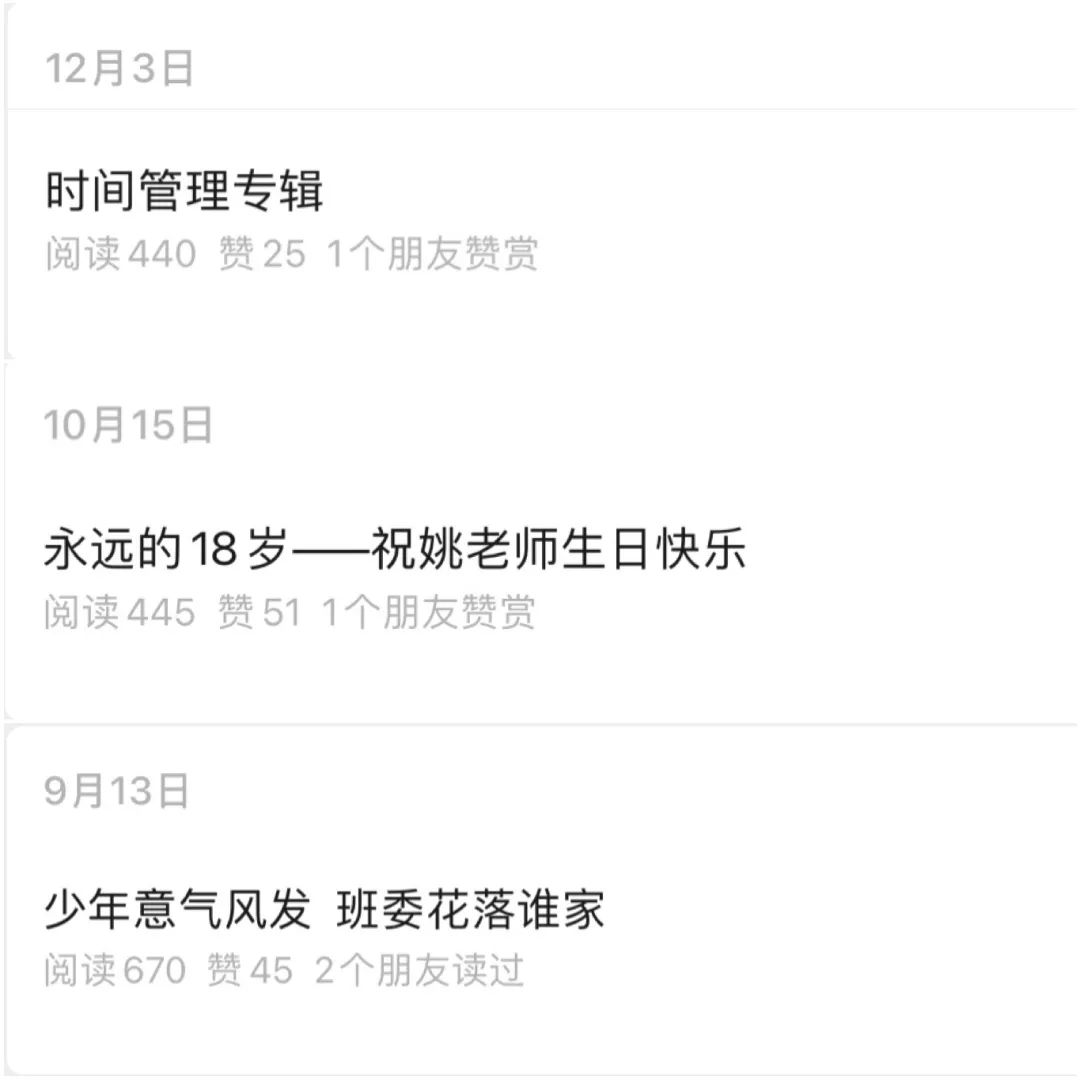 12月3日
时间管理专辑
阅读440 赞25 1个朋友赞赏
10月15日
永远的18岁——祝姚老师生日快乐
阅读445 赞51 1个朋友赞赏
9月13日
少年意气风发 班委花落谁家
阅读670 赞45 2个朋友读过